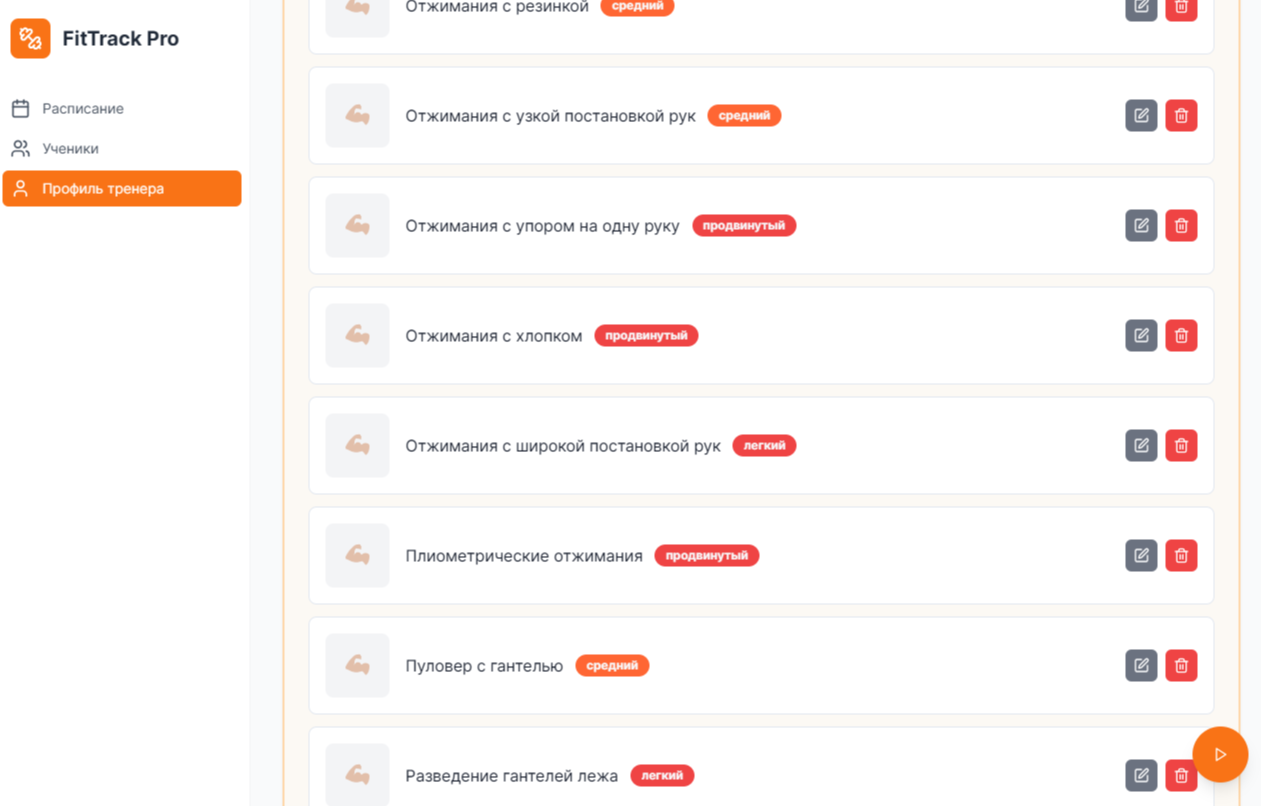 FitTrack Pro
Расписание
Ученики
Профиль тренера
Отжимания с резинкой средний
Отжимания с узкой постановкой рук средний
Отжимания с упором на одну руку продвинутый
Отжимания с хлопком продвинутый
Отжимания с широкой постановкой рук легкий
Плиометрические отжимания продвинутый
Пуловер с гантелью средний
Разведение гантелей лежа легкий